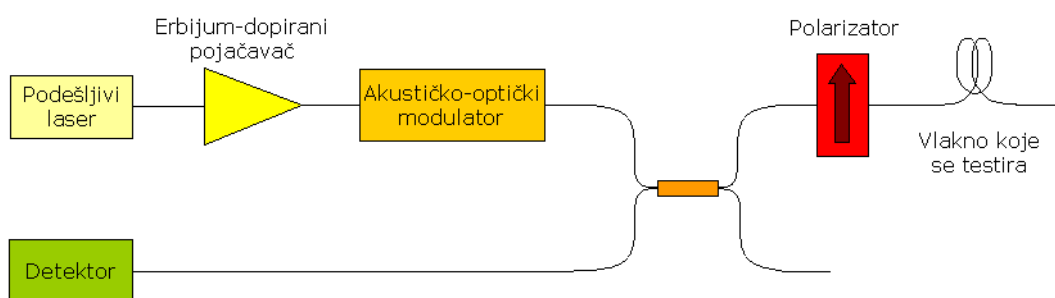 Erbijum-dopirani
pojačavač
Polarizator
Podešljivi
laser
Akustičko-optički
modulator
Vlakno koje
se testira
Detektor